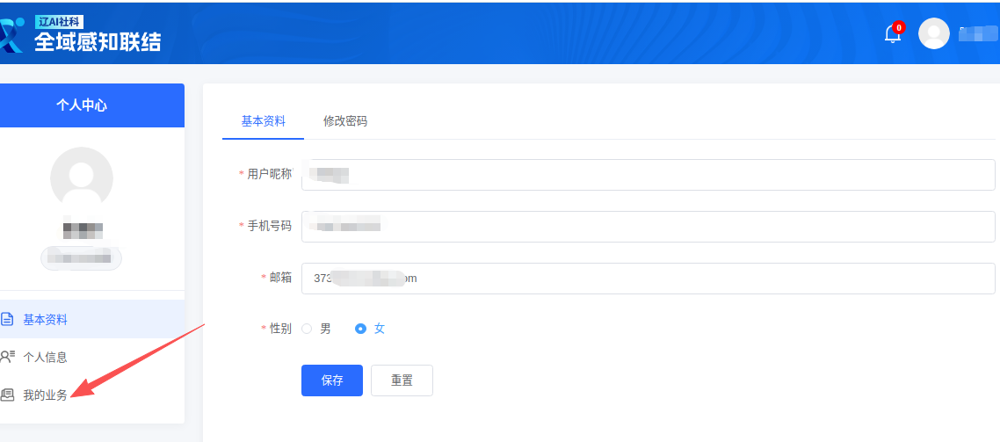 辽AI社科
全域感知联结
0
个人中心
基本资料
个人信息
我的业务
基本资料 修改密码
* 用户昵称
* 手机号码
* 邮箱 373 om
* 性别 男 女
保存 重置